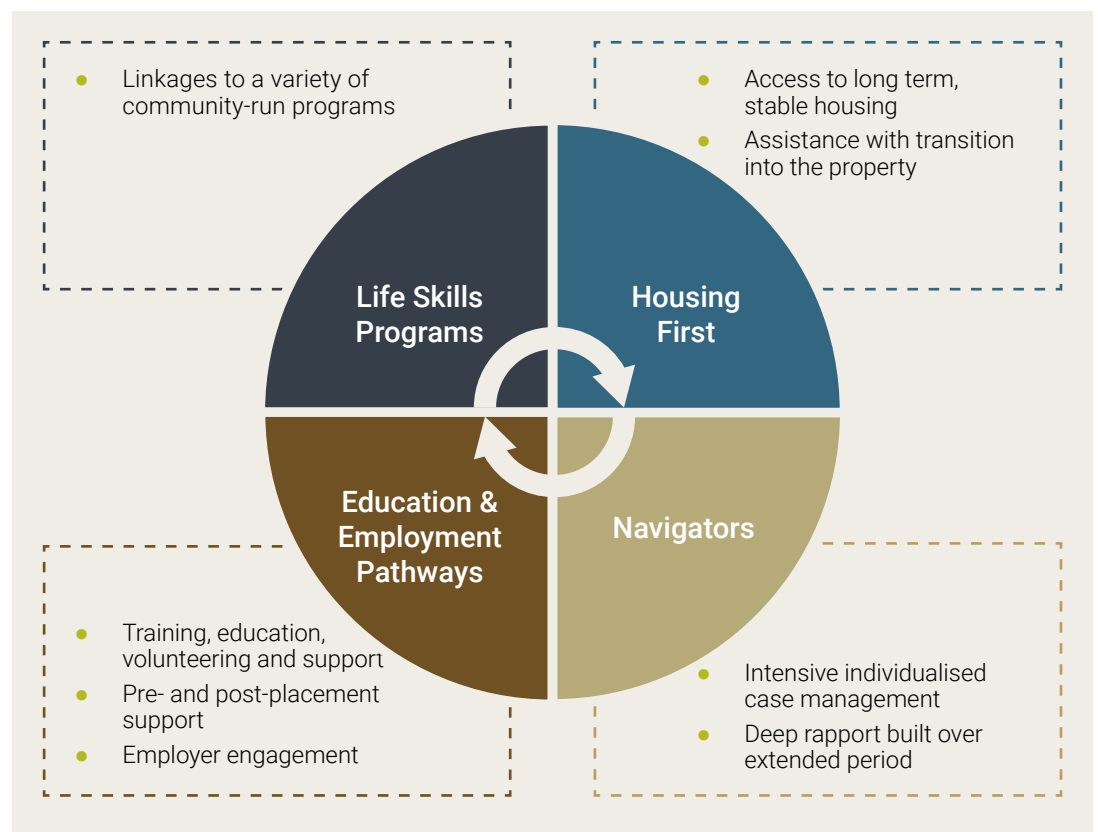 Linkages to a variety of
community-run programs
Access to long term,
stable housing
Assistance with transition
into the property
Life Skills
Programs
Housing
First
Education &
Employment
Pathways
Navigators
Training, education,
volunteering and support
Pre- and post-placement
support
Employer engagement
Intensive individualised
case management
Deep rapport built over
extended period